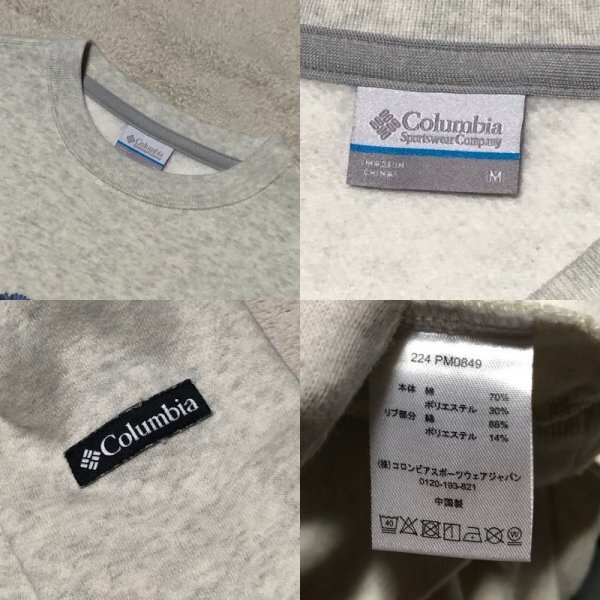 Columbia
Columbia
Sportswear Company
MADE IN
CHINA
M
Columbia
224 PM0849
本体 綿 70%
ポリエステル 30%
リブ部分 綿 86%
ポリエステル 14%
(株)コロンビアスポーツウェアジャパン
0120-193-821
中国製
40
W